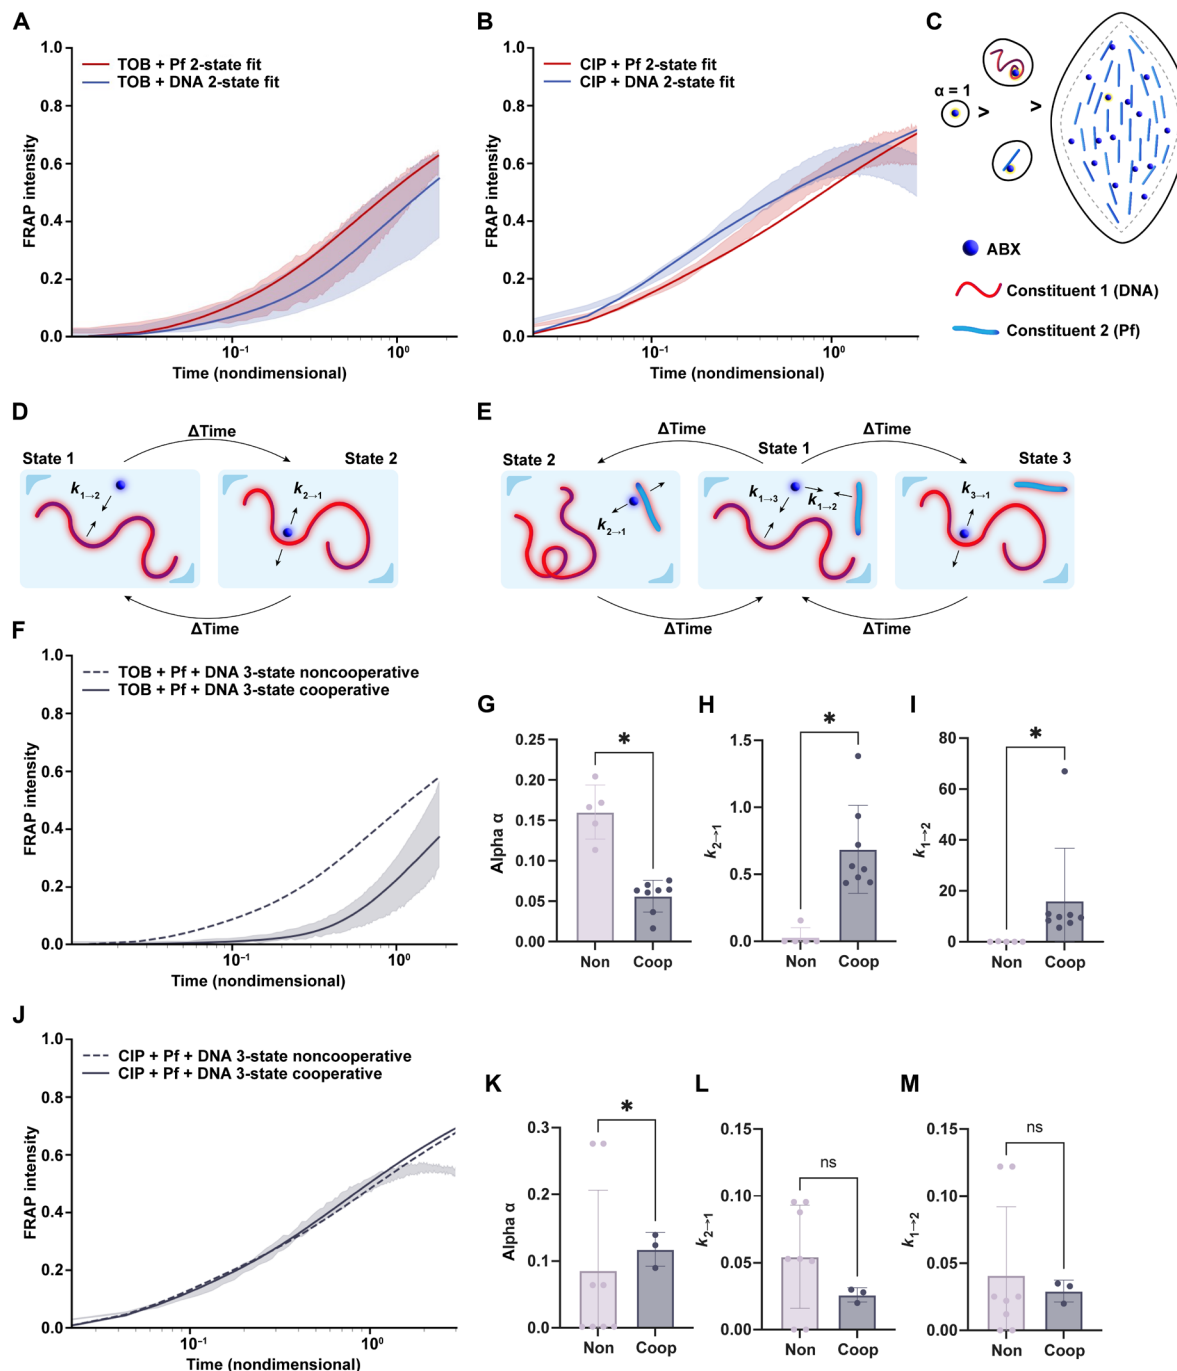 A
1.0
0.8
0.6
0.4
0.2
0.0
FRAP intensity
TOB + Pf 2-state fit
TOB + DNA 2-state fit
10⁻¹
10⁰
Time (nondimensional)
B
1.0
0.8
0.6
0.4
0.2
0.0
FRAP intensity
CIP + Pf 2-state fit
CIP + DNA 2-state fit
10⁻¹
10⁰
Time (nondimensional)
C
α = 1
>
>
ABX
Constituent 1 (DNA)
Constituent 2 (Pf)
D
ΔTime
State 1
State 2
k1→2
k2→1
ΔTime
E
ΔTime
State 1
ΔTime
State 2
State 3
k2→1
k1→3
k1→2
k3→1
ΔTime
ΔTime
F
1.0
0.8
0.6
0.4
0.2
0.0
FRAP intensity
TOB + Pf + DNA 3-state noncooperative
TOB + Pf + DNA 3-state cooperative
10⁻¹
10⁰
Time (nondimensional)
G
0.25
0.20
0.15
0.10
0.05
0.00
Alpha α
*
Non
Coop
H
1.5
1.0
0.5
0.0
k2→1
*
Non
Coop
I
80
60
40
20
0
k1→2
*
Non
Coop
J
1.0
0.8
0.6
0.4
0.2
0.0
FRAP intensity
CIP + Pf + DNA 3-state noncooperative
CIP + Pf + DNA 3-state cooperative
10⁻¹
10⁰
Time (nondimensional)
K
0.3
0.2
0.1
0.0
Alpha α
*
Non
Coop
L
0.15
0.10
0.05
0.00
k2→1
ns
Non
Coop
M
0.15
0.10
0.05
0.00
k1→2
ns
Non
Coop